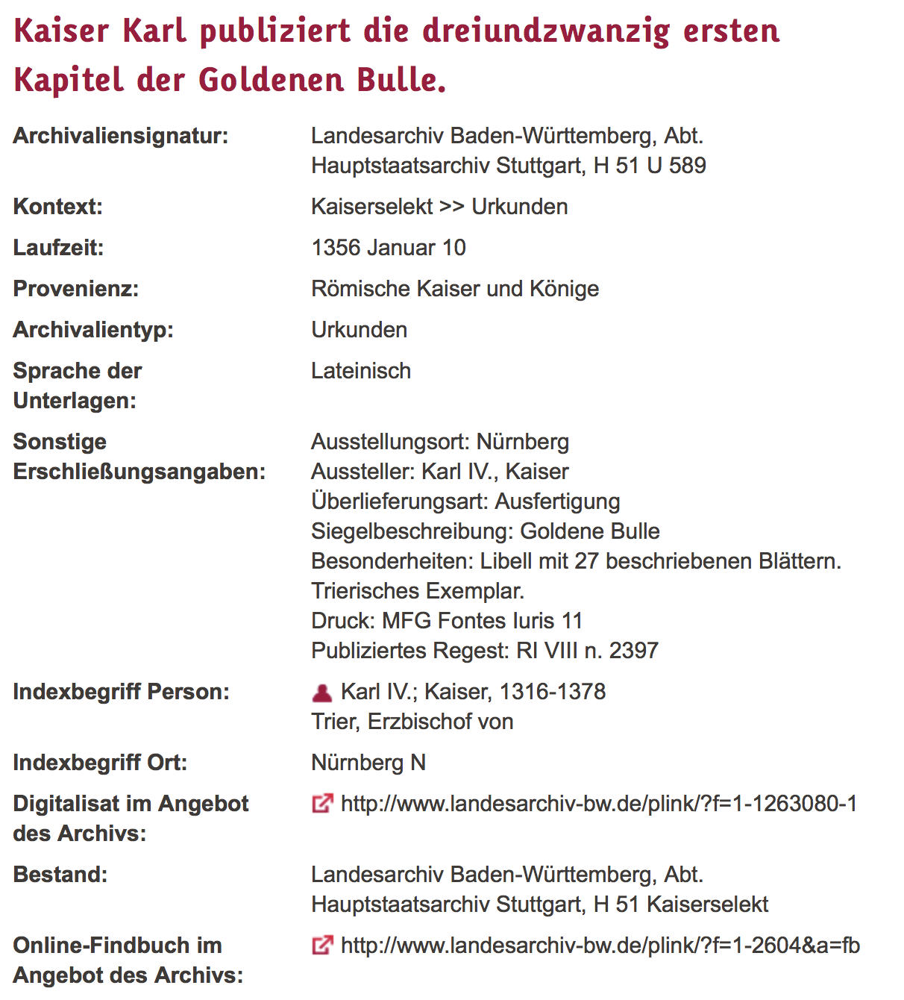 Kaiser Karl publiziert die dreiundzwanzig ersten
Kapitel der Goldenen Bulle.
Archivaliensignatur: Landesarchiv Baden-Württemberg, Abt.
Hauptstaatsarchiv Stuttgart, H 51 U 589
Kontext: Kaiserselekt >> Urkunden
Laufzeit: 1356 Januar 10
Provenienz: Römische Kaiser und Könige
Archivalientyp: Urkunden
Sprache der Lateinisch
Unterlagen:
Sonstige Ausstellungsort: Nürnberg
Erschließungsangaben: Aussteller: Karl IV., Kaiser
Überlieferungsart: Ausfertigung
Siegelbeschreibung: Goldene Bulle
Besonderheiten: Libell mit 27 beschriebenen Blättern.
Trierisches Exemplar.
Druck: MFG Fontes Iuris 11
Publiziertes Regest: RI VIII n. 2397
Indexbegriff Person: Karl IV.; Kaiser, 1316-1378
Trier, Erzbischof von
Indexbegriff Ort: Nürnberg N
Digitalisat im Angebot http://www.landesarchiv-bw.de/plink/?f=1-1263080-1
des Archivs:
Bestand: Landesarchiv Baden-Württemberg, Abt.
Hauptstaatsarchiv Stuttgart, H 51 Kaiserselekt
Online-Findbuch im http://www.landesarchiv-bw.de/plink/?f=1-2604&a=fb
Angebot des Archivs: